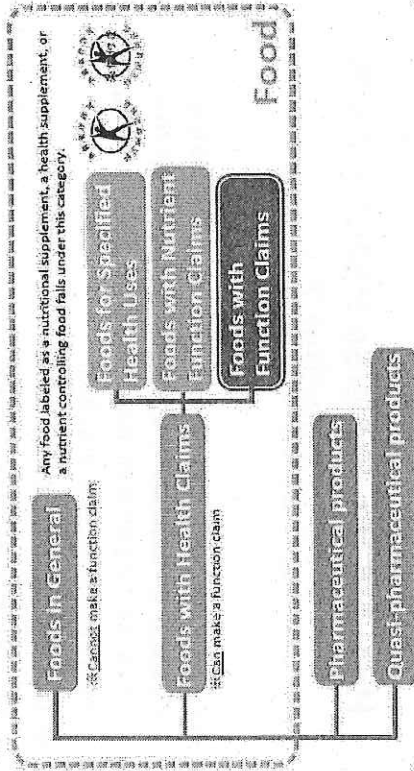 Foods in General
Any food labeled as a nutritional supplement, a health supplement, or
a nutrient controlling food falls under this category.
※Cannot make a function claim
Foods with Health Claims
※Can make a function claim
Foods for Specified
Health Uses
Foods with Nutrient
Function Claims
Foods with
Function Claims
Food
Pharmaceutical products
Quasi-pharmaceutical products